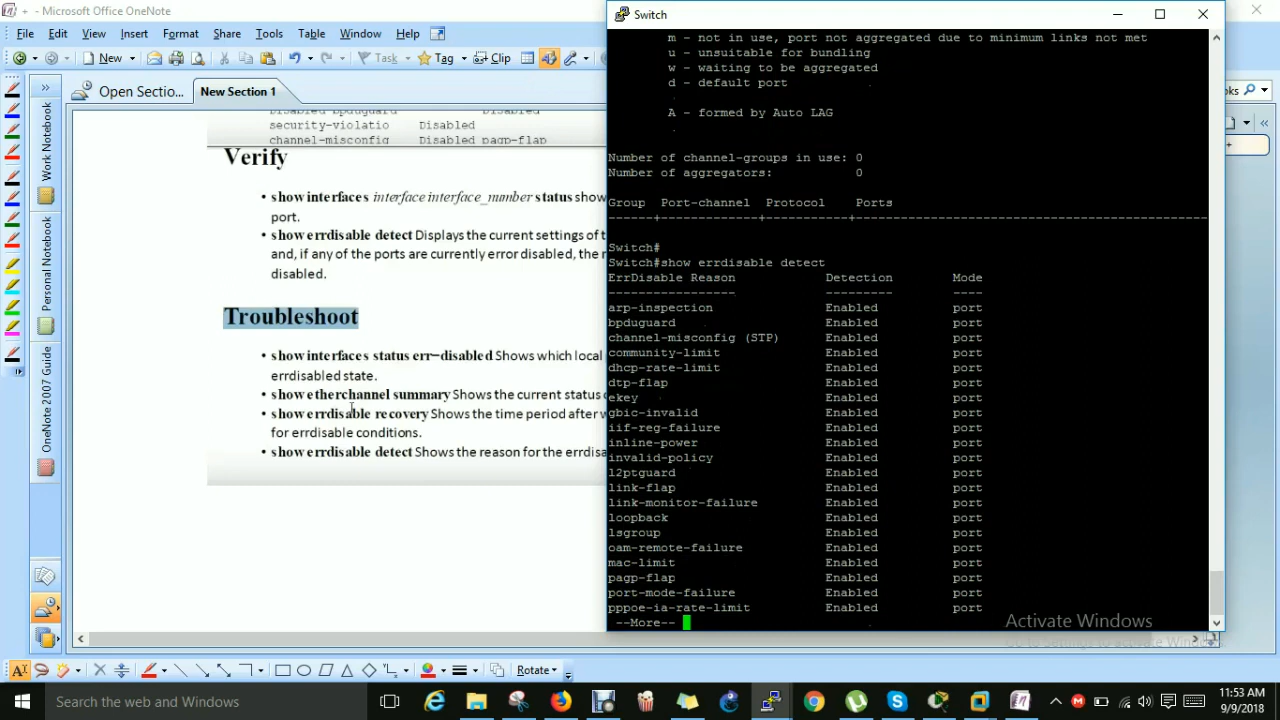 + - Microsoft Office OneNote
File Edit View Insert
Share Tools Window Help
New
Task
Tag
Clip
Open Sectio...
New Section 1
security-violatio Disabled
channel-misconfig Disabled pagp-flap
Verify
• show interfaces interface interface_number status show
port.
• show errdisable detect Displays the current settings of t
and, if any of the ports are currently error disabled, the r
disabled.
Troubleshoot
• show interfaces status err-disabled Shows which local
errdisabled state.
• show etherchannel summary Shows the current status
• show errdisable recovery Shows the time period after w
for errdisable conditions.
• show errdisable detect Shows the reason for the errdisa
Switch
m - not in use, port not aggregated due to minimum links not met
u - unsuitable for bundling
w - waiting to be aggregated
d - default port
A - formed by Auto LAG
Number of channel-groups in use: 0
Number of aggregators: 0
Group Port-channel Protocol Ports
------+-------------+-----------+-----------------------------------------------
Switch#
Switch#show errdisable detect
ErrDisable Reason Detection Mode
----------------- --------- ----
arp-inspection Enabled port
bpduguard Enabled port
channel-misconfig (STP) Enabled port
community-limit Enabled port
dhcp-rate-limit Enabled port
dtp-flap Enabled port
ekey Enabled port
gbic-invalid Enabled port
iif-reg-failure Enabled port
inline-power Enabled port
invalid-policy Enabled port
l2ptguard Enabled port
link-flap Enabled port
link-monitor-failure Enabled port
loopback Enabled port
lsgroup Enabled port
oam-remote-failure Enabled port
mac-limit Enabled port
pagp-flap Enabled port
port-mode-failure Enabled port
pppoe-ia-rate-limit Enabled port
--More--
Activate Windows
Rotate
Search the web and Windows
11:53 AM
9/9/2018